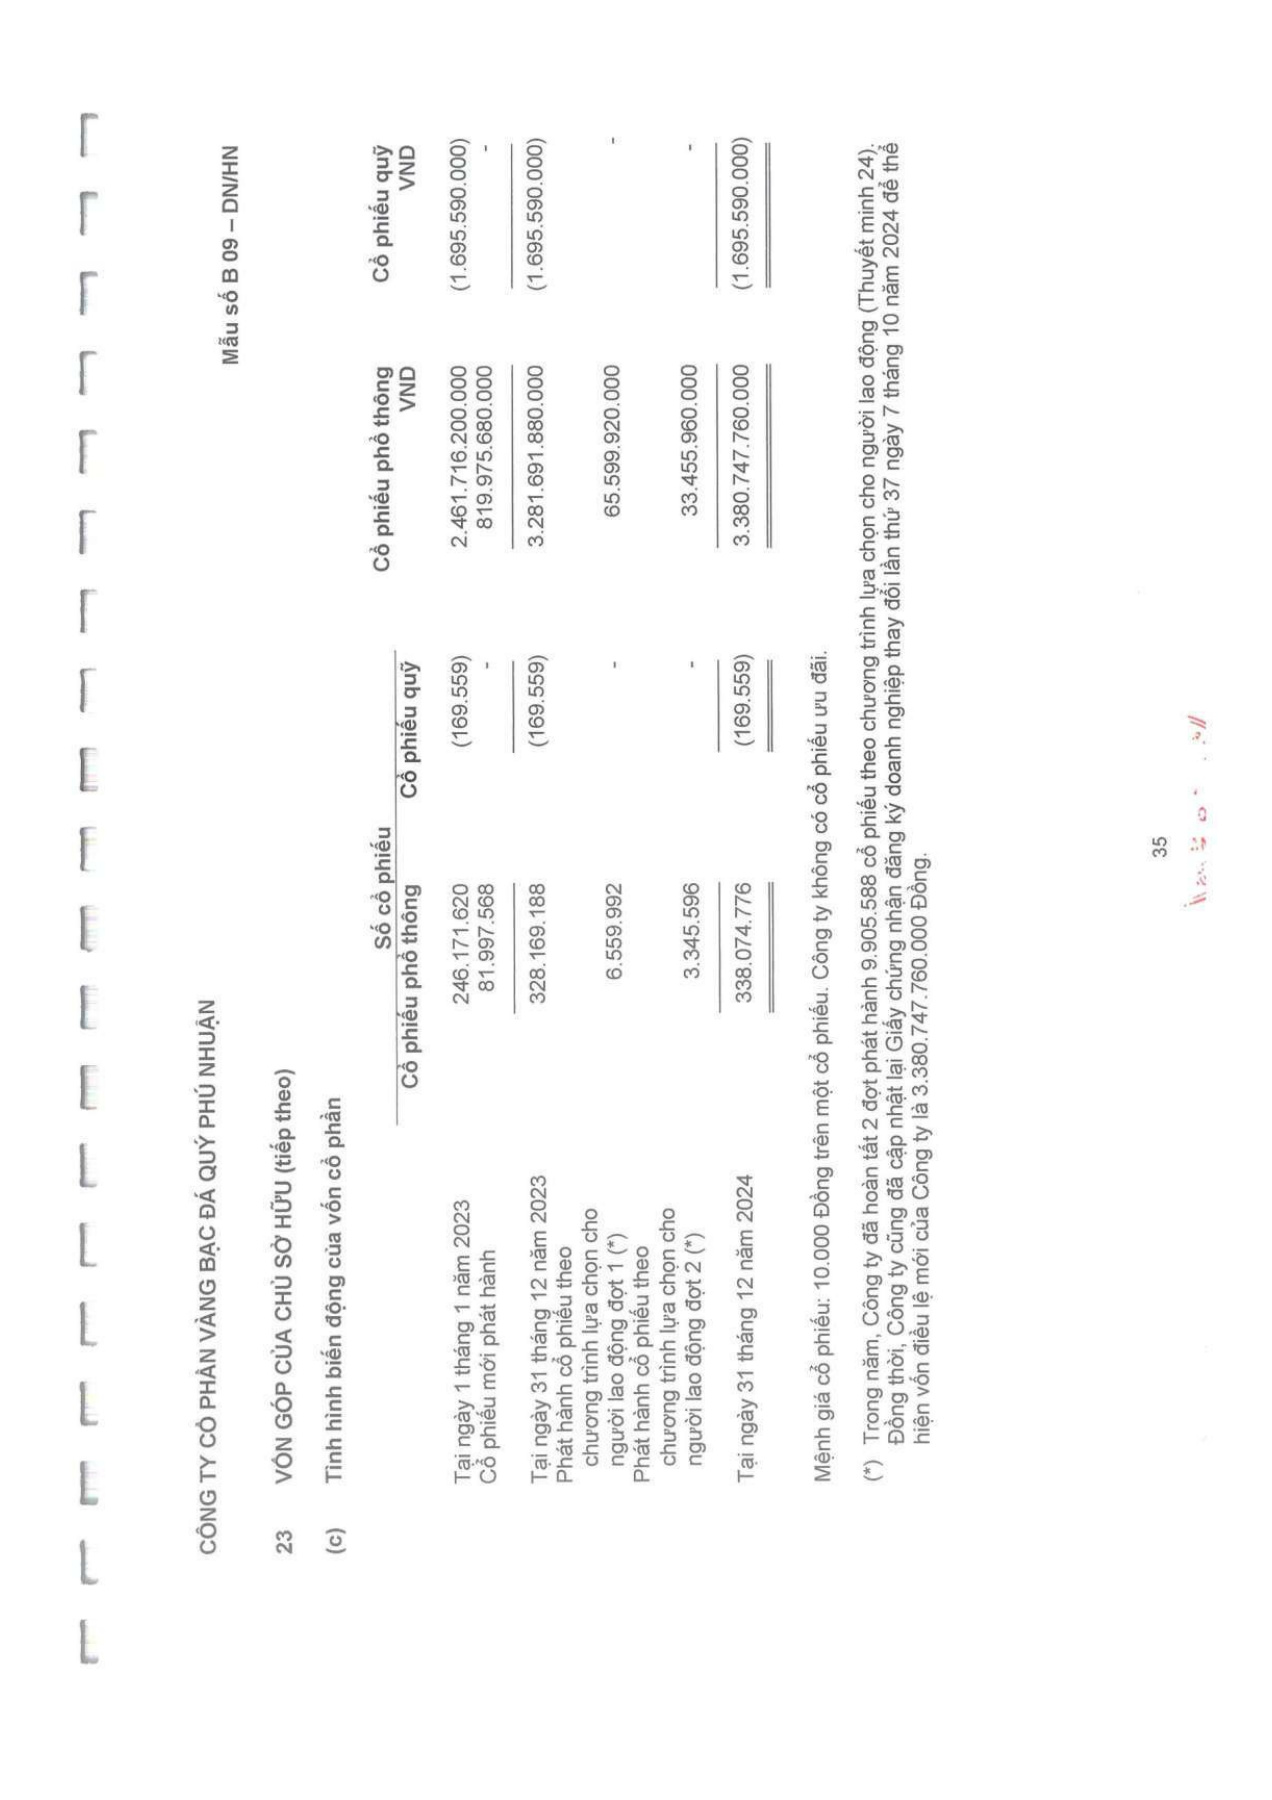 CÔNG TY CỔ PHẦN VÀNG BẠC ĐÁ QUÝ PHÚ NHUẬN
Mẫu số B 09 – DN/HN
23 VỐN GÓP CỦA CHỦ SỞ HỮU (tiếp theo)
(c) Tình hình biến động của vốn cổ phần
Số cổ phiếu Cổ phiếu phổ thông Cổ phiếu quỹ
Cổ phiếu phổ thông Cổ phiếu quỹ VND VND
Tại ngày 1 tháng 1 năm 2023 246.171.620 (169.559) 2.461.716.200.000 (1.695.590.000)
Cổ phiếu mới phát hành 81.997.568 - 819.975.680.000 -
Tại ngày 31 tháng 12 năm 2023 328.169.188 (169.559) 3.281.691.880.000 (1.695.590.000)
Phát hành cổ phiếu theo
chương trình lựa chọn cho
người lao động đợt 1 (*) 6.559.992 - 65.599.920.000 -
Phát hành cổ phiếu theo
chương trình lựa chọn cho
người lao động đợt 2 (*) 3.345.596 - 33.455.960.000 -
Tại ngày 31 tháng 12 năm 2024 338.074.776 (169.559) 3.380.747.760.000 (1.695.590.000)
Mệnh giá cổ phiếu: 10.000 Đồng trên một cổ phiếu. Công ty không có cổ phiếu ưu đãi.
(*) Trong năm, Công ty đã hoàn tất 2 đợt phát hành 9.905.588 cổ phiếu theo chương trình lựa chọn cho người lao động (Thuyết minh 24).
Đồng thời, Công ty cũng đã cập nhật lại Giấy chứng nhận đăng ký doanh nghiệp thay đổi lần thứ 37 ngày 7 tháng 10 năm 2024 để thể
hiện vốn điều lệ mới của Công ty là 3.380.747.760.000 Đồng.
35